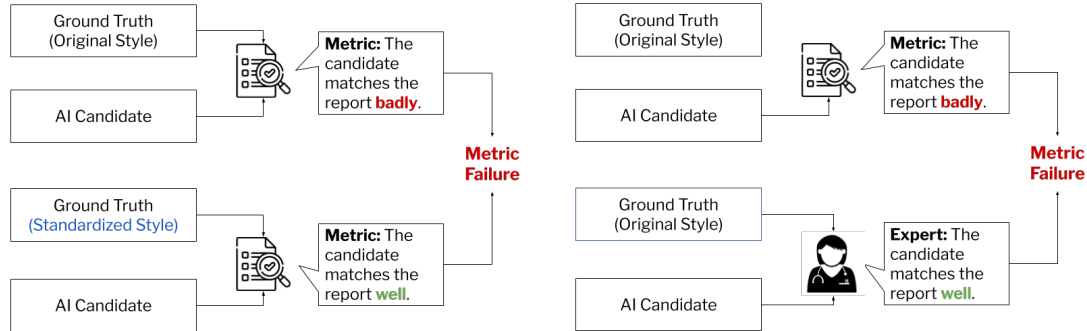 Ground Truth
(Original Style)
Metric: The
candidate
matches the
report badly.
AI Candidate
Metric
Failure
Ground Truth
(Standardized Style)
Metric: The
candidate
matches the
report well.
AI Candidate
Ground Truth
(Original Style)
Metric: The
candidate
matches the
report badly.
AI Candidate
Metric
Failure
Ground Truth
(Original Style)
Expert: The
candidate
matches the
report well.
AI Candidate